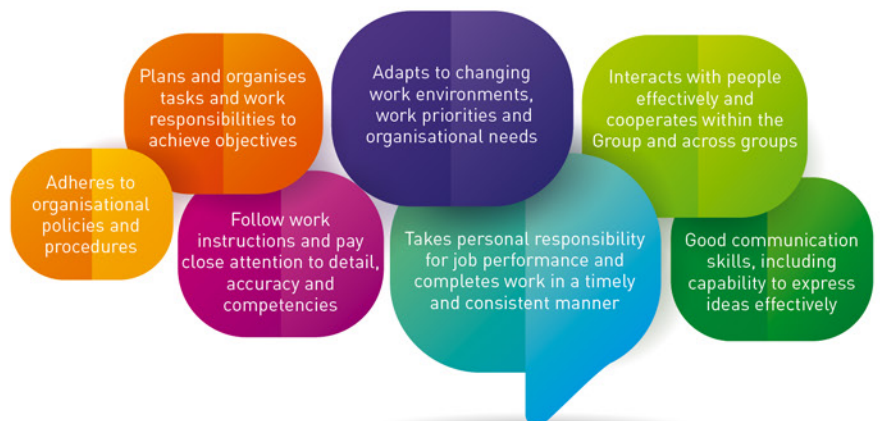 Plans and organises
tasks and work
responsibilities to
achieve objectives
Adapts to changing
work environments,
work priorities and
organisational needs
Interacts with people
effectively and
cooperates within the
Group and across groups
Adheres to
organisational
policies and
procedures
Follow work
instructions and pay
close attention to detail,
accuracy and
competencies
Takes personal responsibility
for job performance and
completes work in a timely
and consistent manner
Good communication
skills, including
capability to express
ideas effectively